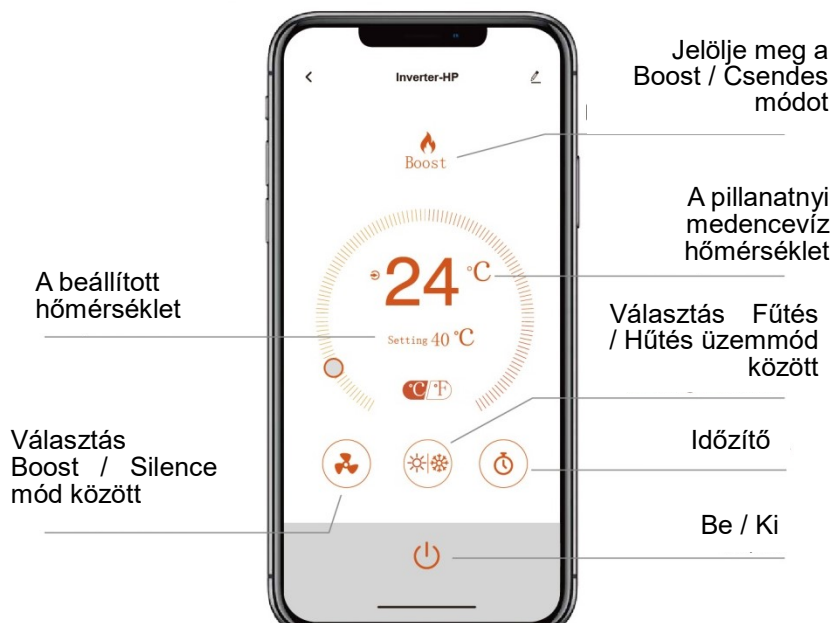 Jelölje meg a
Boost / Csendes
módot
Inverter-HP
Boost
A pillanatnyi
medencevíz
hőmérséklet
24 °C
A beállított
hőmérséklet
Setting 40 °C
Választás Fűtés
/ Hűtés üzemmód
között
°C/°F
Választás
Boost / Silence
mód között
Időzítő
Be / Ki